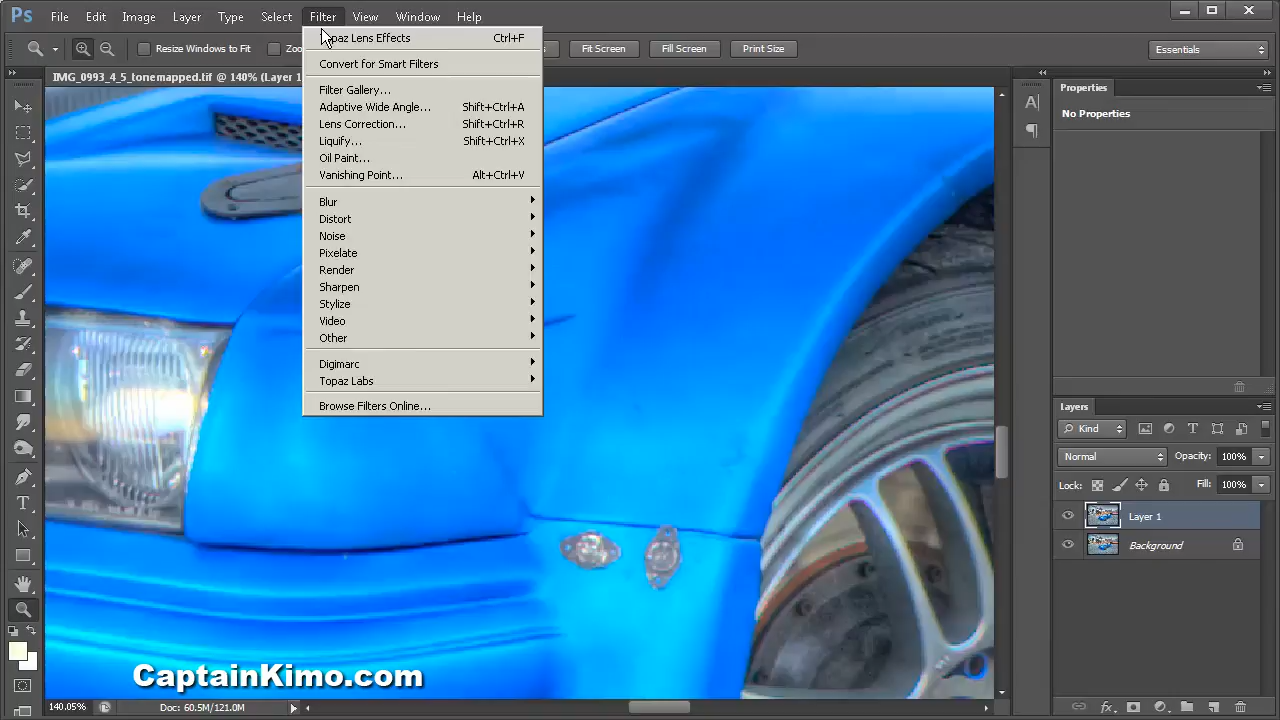 Ps File Edit Image Layer Type Select Filter View Window Help
Resize Windows to Fit
Fit Screen Fill Screen Print Size Essentials
IMG_0993_4_5_tonemapped.tif @ 140% (Layer 1
Lens Effects Ctrl+F
Convert for Smart Filters
Filter Gallery...
Adaptive Wide Angle... Shift+Ctrl+A
Lens Correction... Shift+Ctrl+R
Liquify... Shift+Ctrl+X
Oil Paint...
Vanishing Point... Alt+Ctrl+V
Blur
Distort
Noise
Pixelate
Render
Sharpen
Stylize
Video
Other
Digimarc
Topaz Labs
Browse Filters Online...
Properties
No Properties
Layers
Kind
Normal Opacity: 100%
Lock: Fill: 100%
Layer 1
Background
CaptainKimo.com
140.05% Doc: 60.5M/121.0M